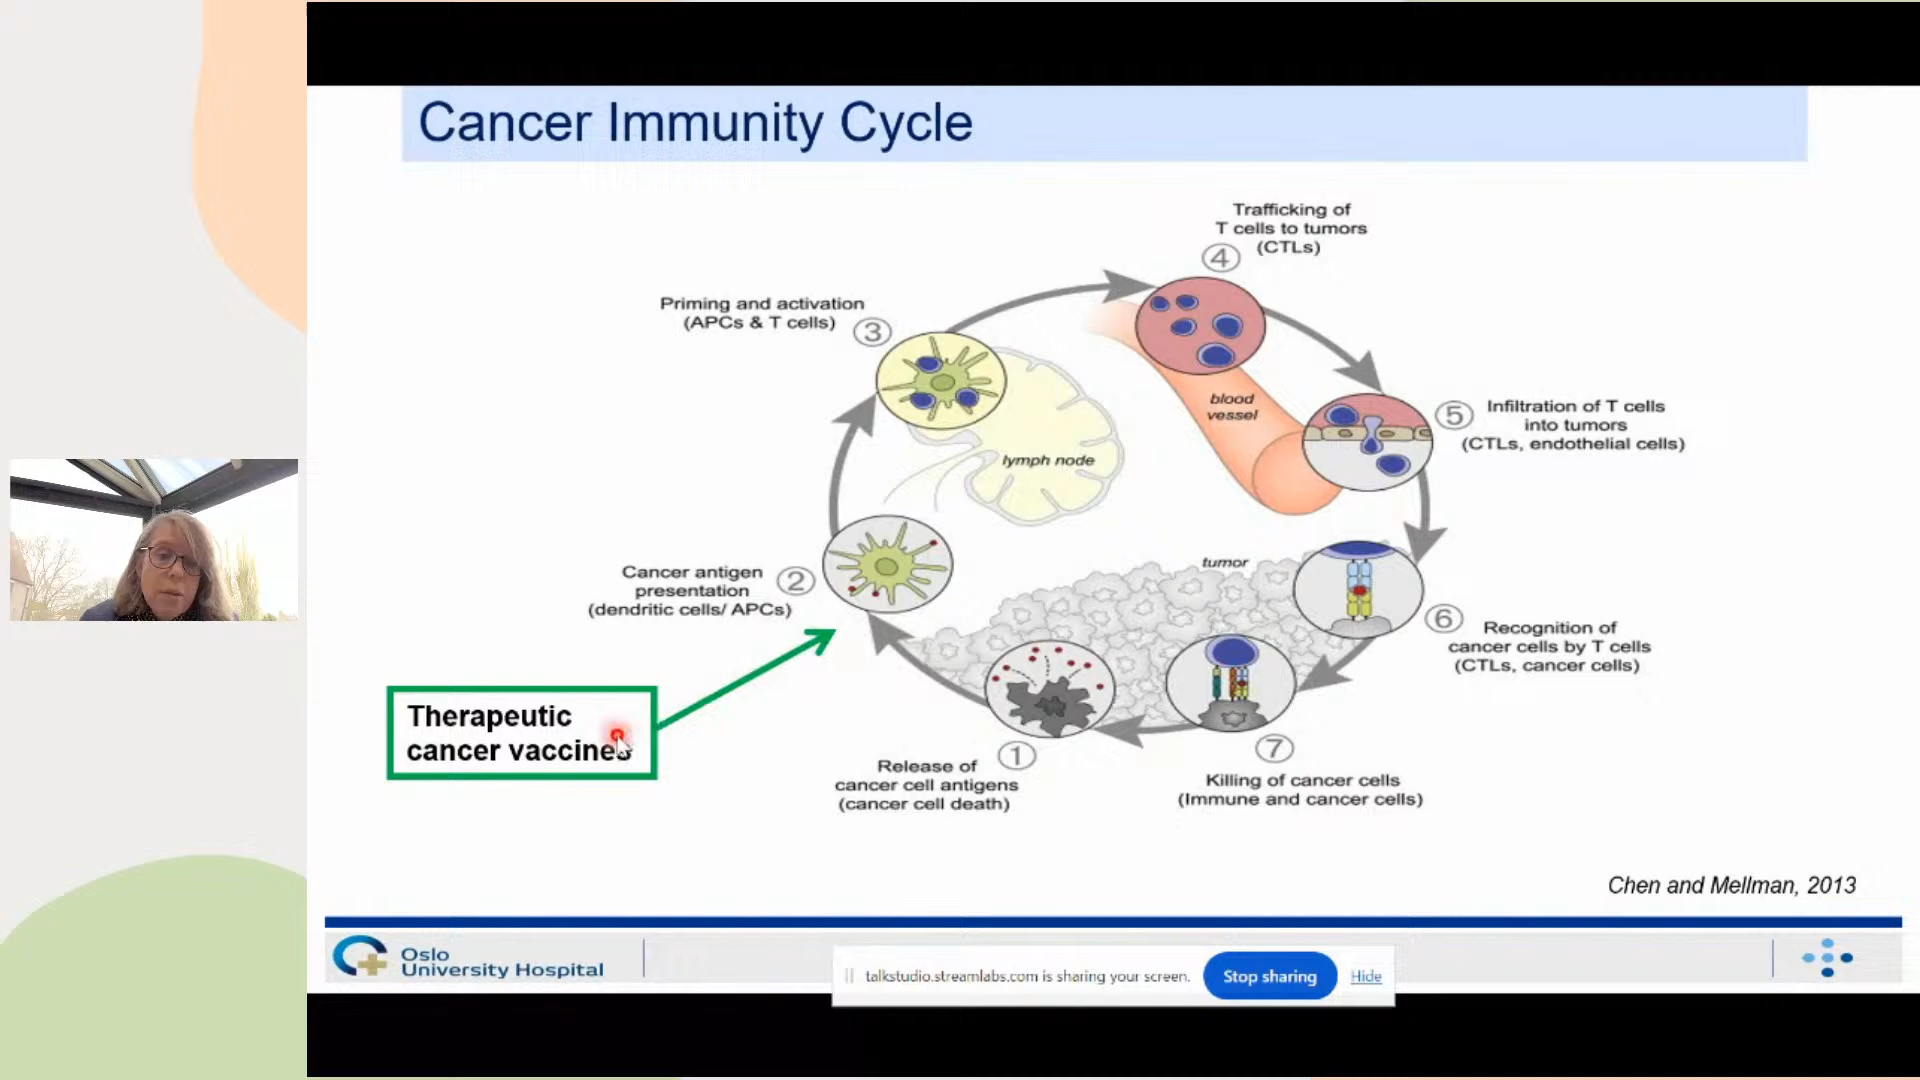 Cancer Immunity Cycle
Trafficking of
T cells to tumors
(CTLs)
4
Priming and activation
(APCs & T cells)
3
blood
vessel
5
Infiltration of T cells
into tumors
(CTLs, endothelial cells)
lymph node
tumor
Cancer antigen
presentation
(dendritic cells/ APCs)
2
6
Recognition of
cancer cells by T cells
(CTLs, cancer cells)
Therapeutic
cancer vaccines
1
Release of
cancer cell antigens
(cancer cell death)
7
Killing of cancer cells
(Immune and cancer cells)
Chen and Mellman, 2013
Oslo
University Hospital
talkstudio.streamlabs.com is sharing your screen.
Stop sharing
Hide